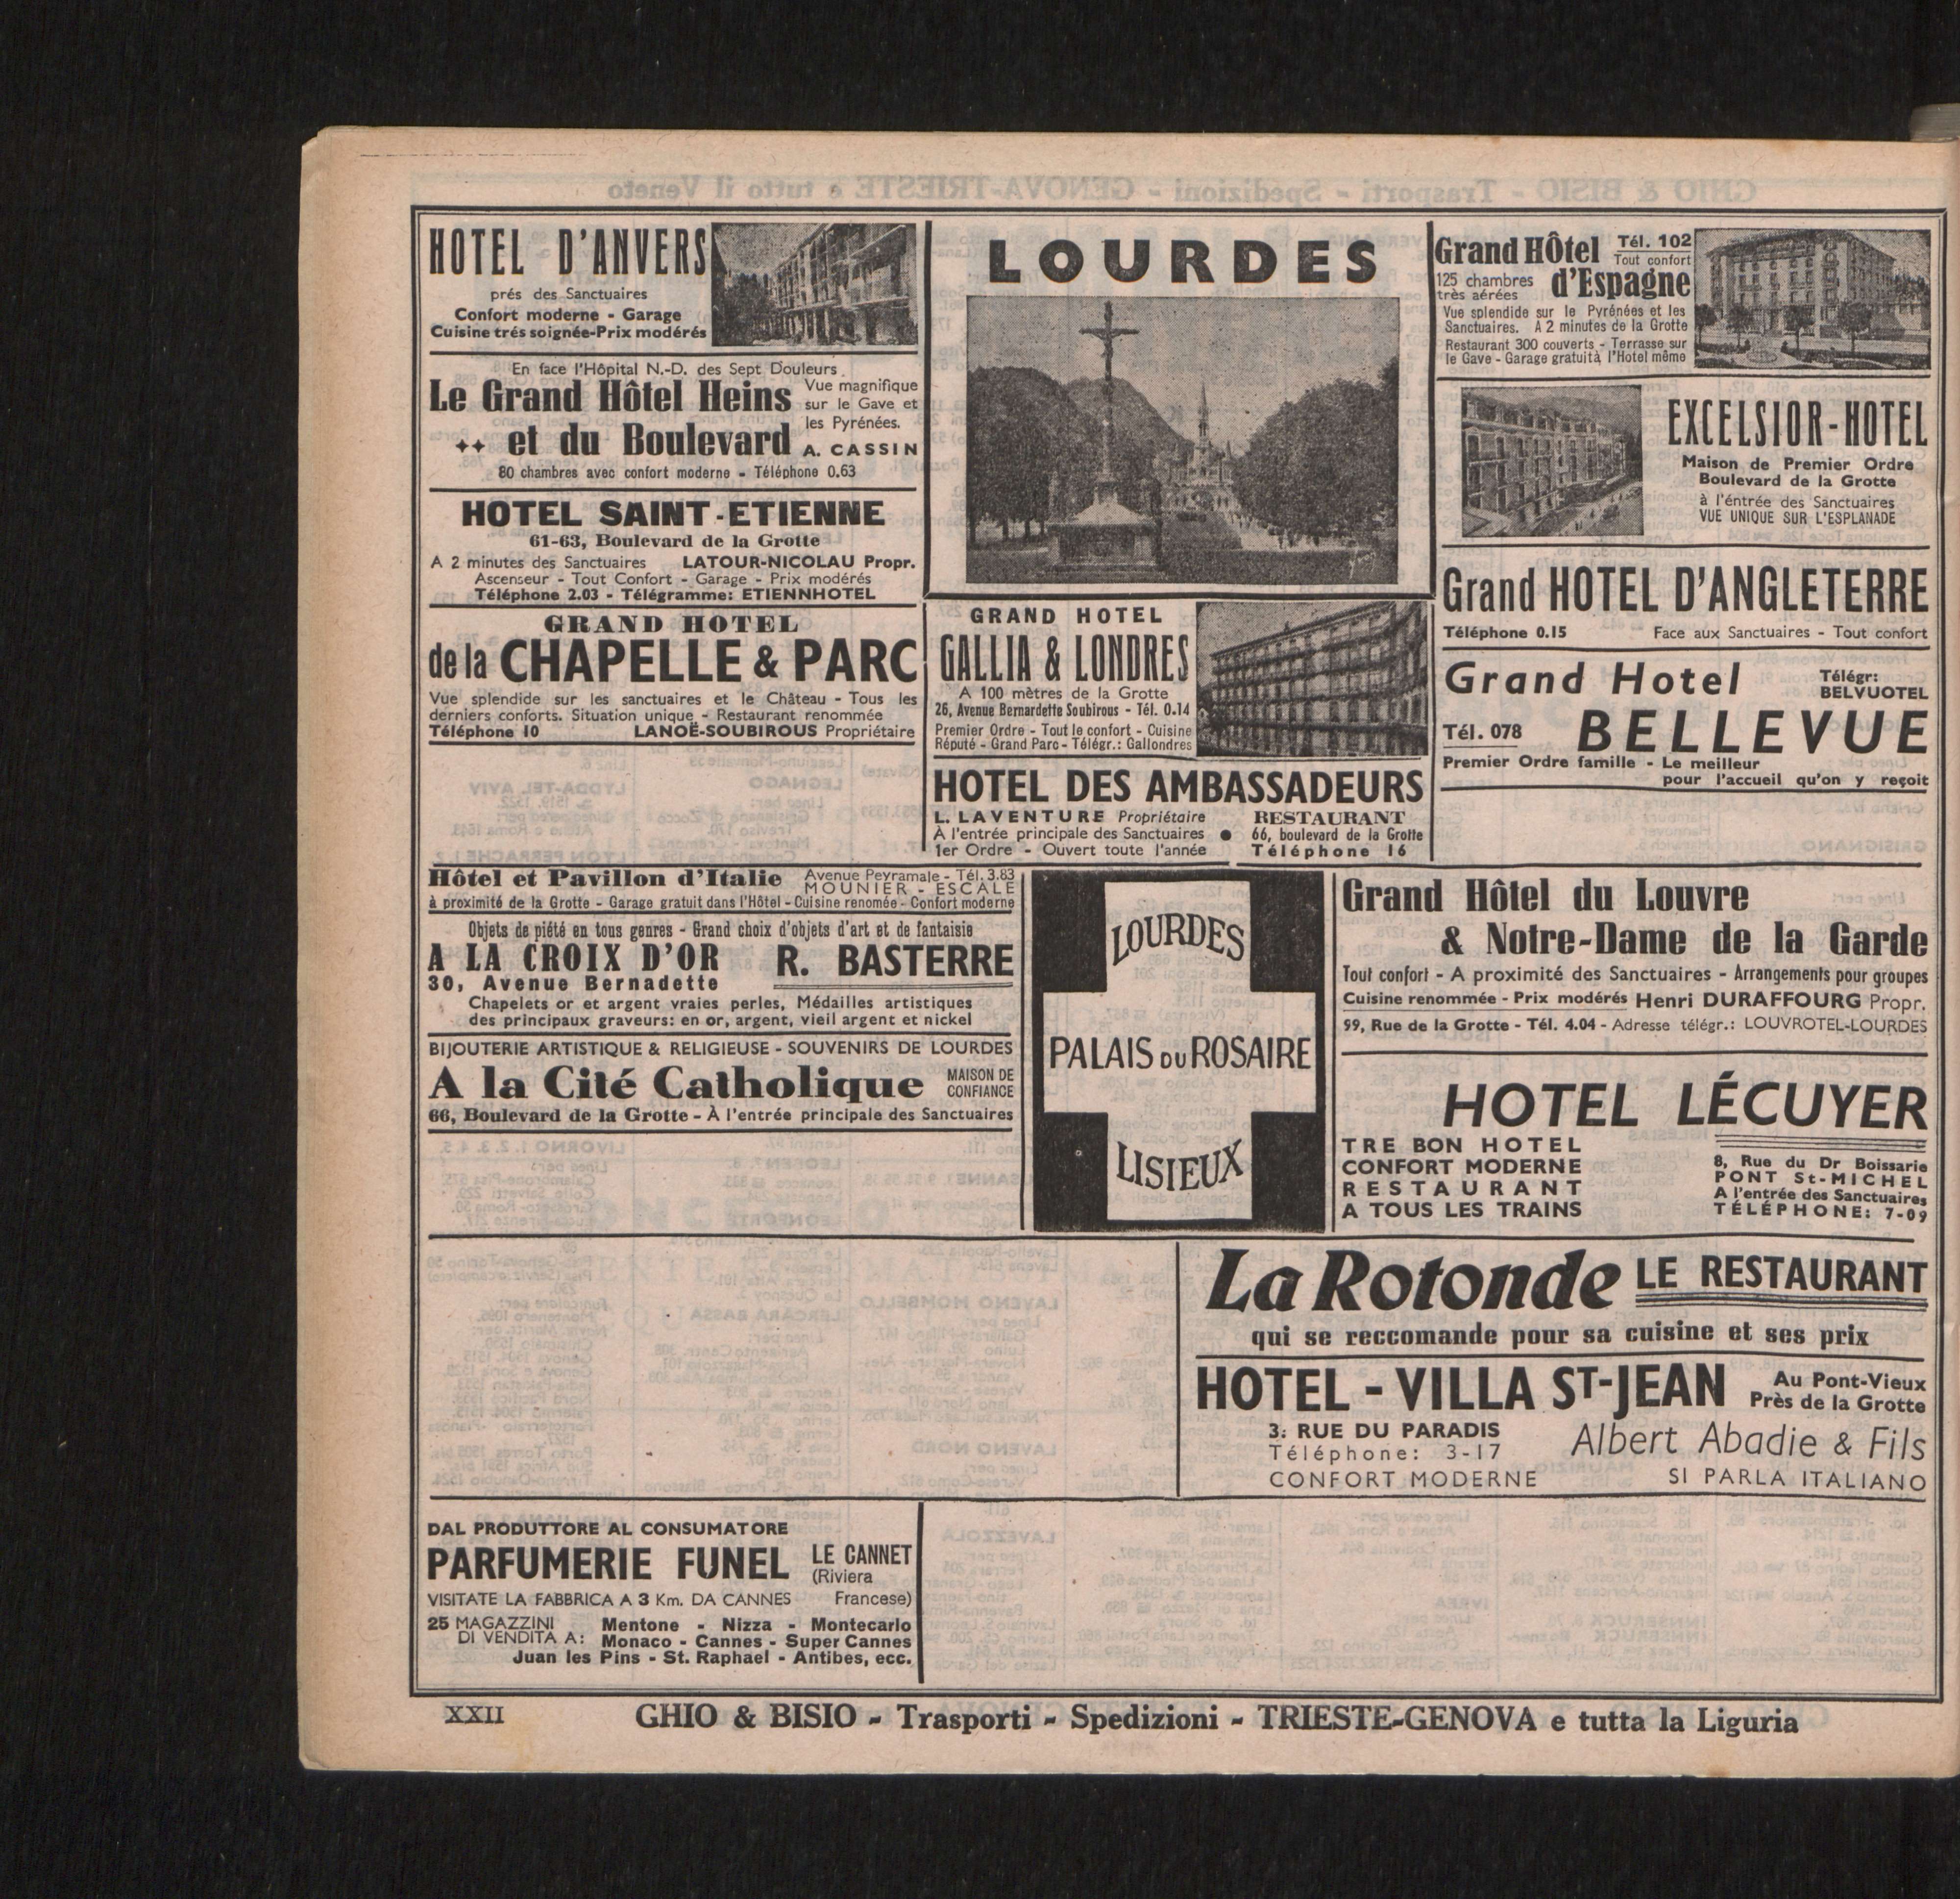 HOTEL D'ANVERS
prés des Sanctuaires
Confort moderne - Garage
Cuisine trés soignée-Prix modérés
En face l'Hôpital N.-D. des Sept Douleurs
Le Grand Hôtel Heins
et du Boulevard
Vue magnifique
sur le Gave et
les Pyrénées.
A. CASSIN
80 chambres avec confort moderne - Téléphone 0.63
HOTEL SAINT-ETIENNE
61-63, Boulevard de la Grotte
A 2 minutes des Sanctuaires LATOUR-NICOLAU Propr.
Ascenseur - Tout Confort - Garage - Prix modérés
Téléphone 2.03 - Télégramme: ETIENNHOTEL
GRAND HOTEL
de la CHAPELLE & PARC
Vue splendide sur les sanctuaires et le Château - Tous les
derniers conforts. Situation unique - Restaurant renommée
Téléphone 10 LANOË-SOUBIROUS Propriétaire
LOURDES
GRAND HOTEL
GALLIA & LONDRES
A 100 mètres de la Grotte
26, Avenue Bernardette Soubirous - Tél. 0.14
Premier Ordre - Tout le confort - Cuisine
Réputé - Grand Parc - Télégr.: Gallondres
HOTEL DES AMBASSADEURS
L. LAVENTURE Propriétaire
À l'entrée principale des Sanctuaires
1er Ordre - Ouvert toute l'année
RESTAURANT
66, boulevard de la Grotte
Téléphone 16
Grand HÔtel
d'Espagne
Tél. 102
Tout confort
125 chambres
très aérées
Vue splendide sur le Pyrénées et les
Sanctuaires. A 2 minutes de la Grotte
Restaurant 300 couverts - Terrasse sur
le Gave - Garage gratuità l'Hotel même
EXCELSIOR-HOTEL
Maison de Premier Ordre
Boulevard de la Grotte
à l'éntrée des Sanctuaires
VUE UNIQUE SUR L'ESPLANADE
Grand HOTEL D'ANGLETERRE
Téléphone 0.15 Face aux Sanctuaires - Tout confort
Grand Hotel
Télégr:
BELVUOTEL
Tél. 078
BELLEVUE
Premier Ordre famille - Le meilleur
pour l'accueil qu'on y reçoit
Hôtel et Pavillon d'Italie
Avenue Peyramale - Tél. 3.83
MOUNIER - ESCALE
à proximité de la Grotte - Garage gratuit dans l'Hôtel - Cuisine renomée - Confort moderne
Objets de piété en tous genres - Grand choix d'objets d'art et de fantaisie
A LA CROIX D'OR R. BASTERRE
30, Avenue Bernadette
Chapelets or et argent vraies perles, Médailles artistiques
des principaux graveurs: en or, argent, vieil argent et nickel
BIJOUTERIE ARTISTIQUE & RELIGIEUSE - SOUVENIRS DE LOURDES
A la Cité Catholique
MAISON DE
CONFIANCE
66, Boulevard de la Grotte - À l'entrée principale des Sanctuaires
LOURDES
PALAIS DU ROSAIRE
LISIEUX
Grand Hôtel du Louvre
& Notre-Dame de la Garde
Tout confort - A proximité des Sanctuaires - Arrangements pour groupes
Cuisine renommée - Prix modérés Henri DURAFFOURG Propr.
99, Rue de la Grotte - Tél. 4.04 - Adresse télégr.: LOUVROTEL-LOURDES
HOTEL LÉCUYER
TRE BON HOTEL
CONFORT MODERNE
RESTAURANT
A TOUS LES TRAINS
8, Rue du Dr Boissarie
PONT St-MICHEL
A l'entrée des Sanctuaires
TÉLÉPHONE: 7-09
La Rotonde LE RESTAURANT
qui se reccomande pour sa cuisine et ses prix
HOTEL - VILLA ST-JEAN
Au Pont-Vieux
Près de la Grotte
3: RUE DU PARADIS
Téléphone: 3-17
CONFORT MODERNE
Albert Abadie & Fils
SI PARLA ITALIANO
DAL PRODUTTORE AL CONSUMATORE
PARFUMERIE FUNEL
LE CANNET
(Riviera
Francese)
VISITATE LA FABBRICA A 3 Km. DA CANNES
25 MAGAZZINI
DI VENDITA A:
Mentone - Nizza - Montecarlo
Monaco - Cannes - Super Cannes
Juan les Pins - St. Raphael - Antibes, ecc.
XXII
GHIO & BISIO - Trasporti - Spedizioni - TRIESTE-GENOVA e tutta la Liguria